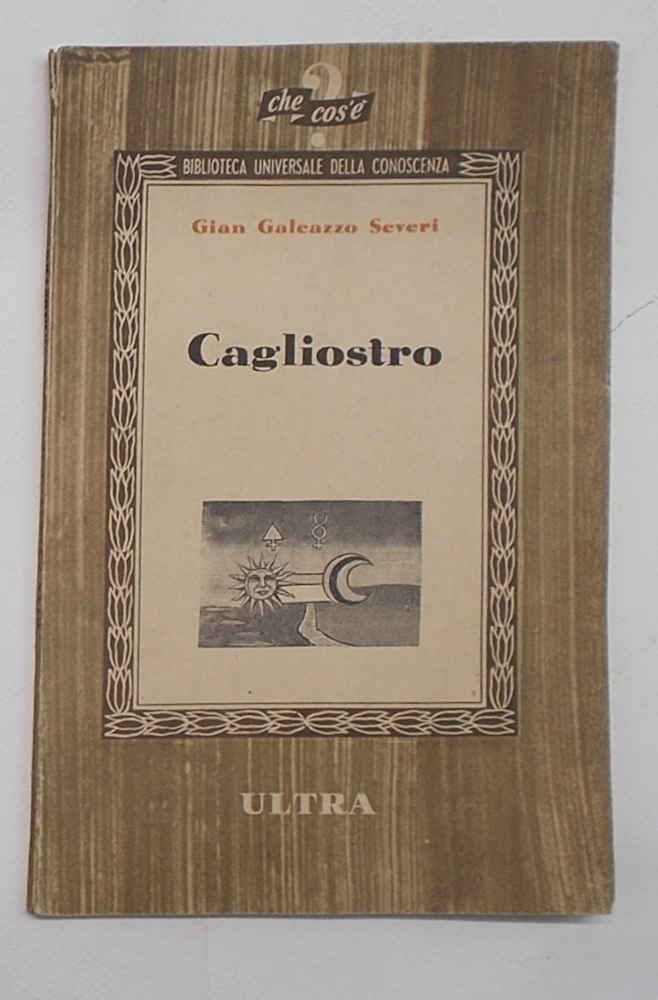 che cos'è ?
BIBLIOTECA UNIVERSALE DELLA CONOSCENZA
Gian Galeazzo Severi
Cagliostro
ULTRA